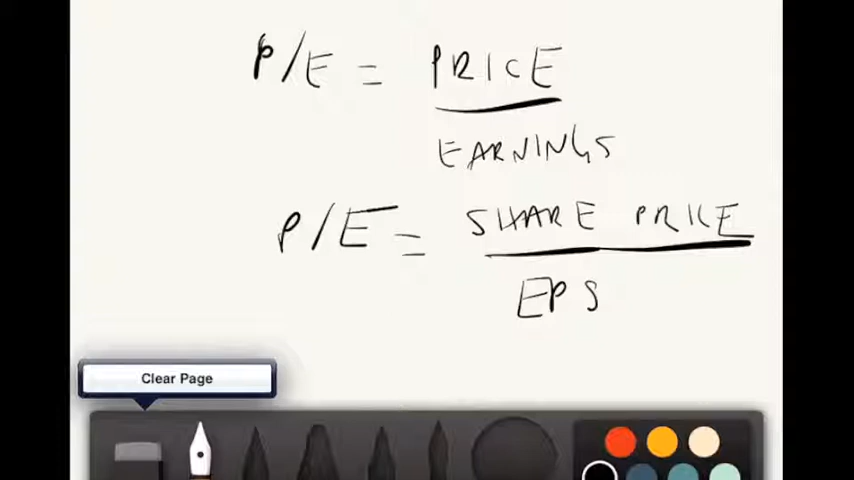 P/E = PRICE
EARNINGS
P/E = SHARE PRICE
EPS
Clear Page